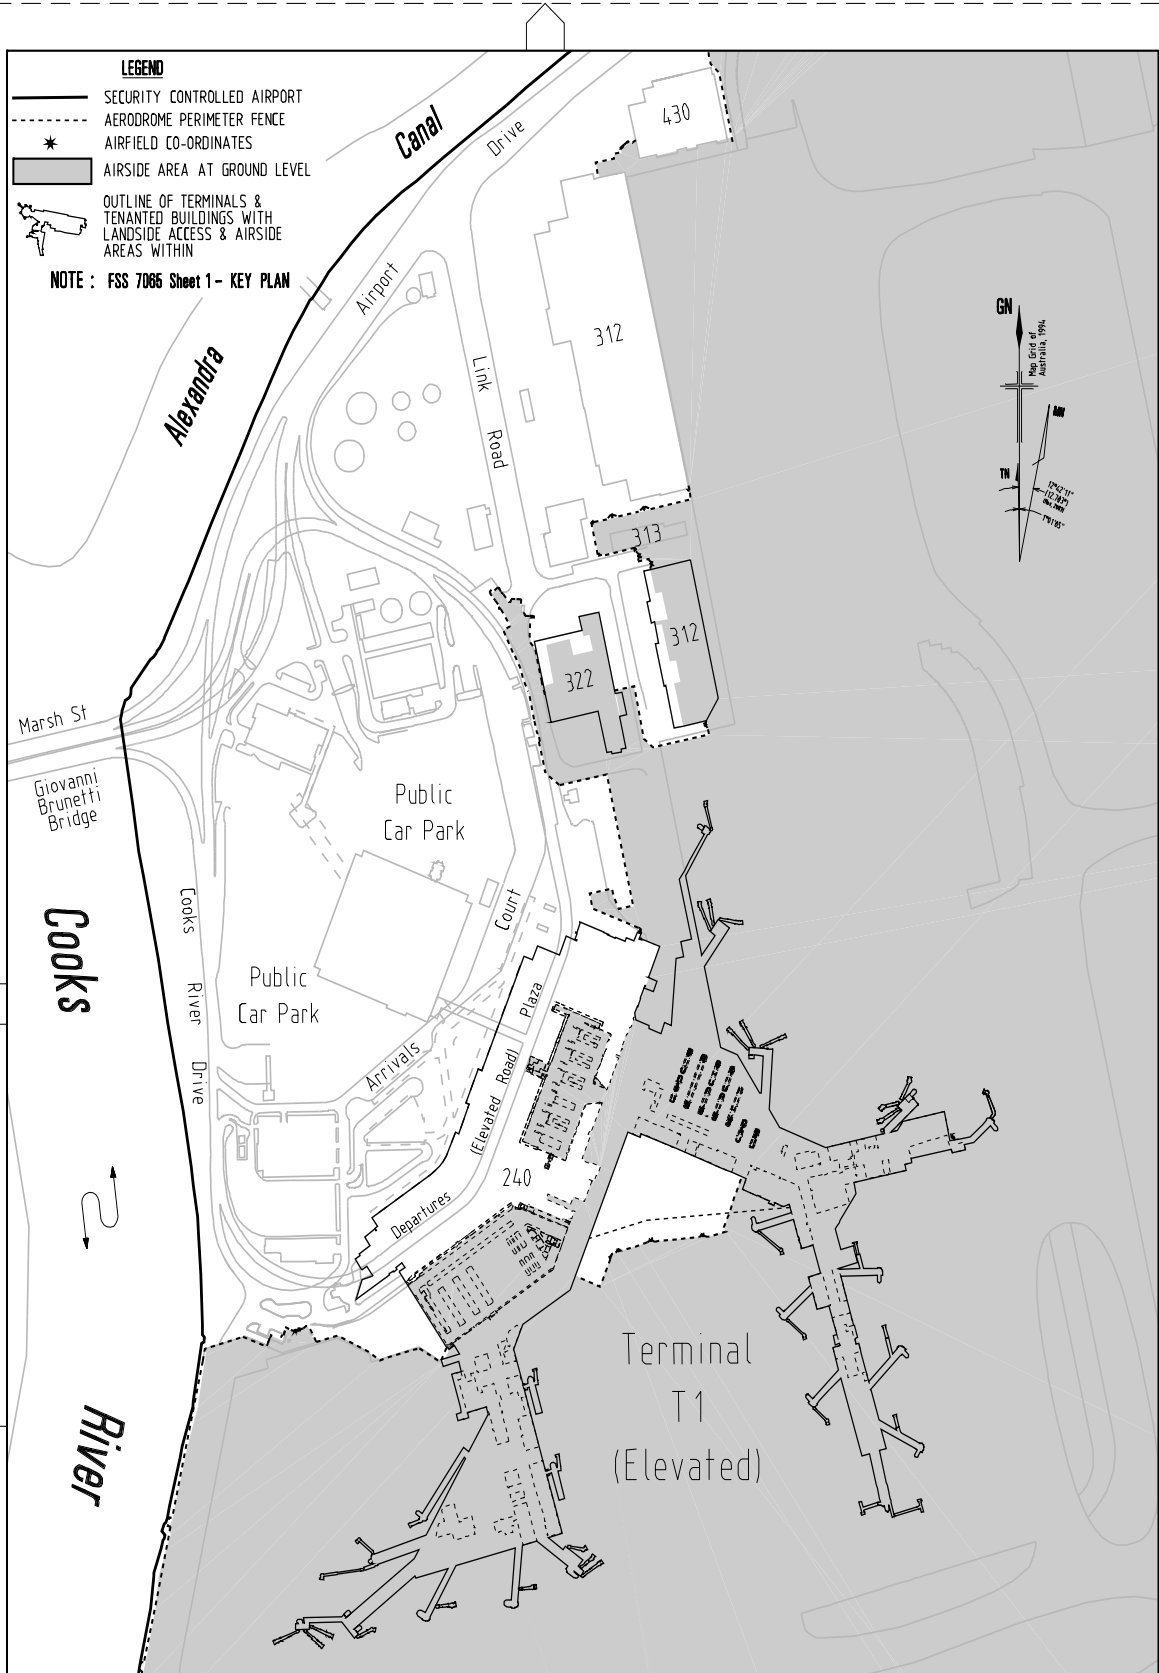 LEGEND
SECURITY CONTROLLED AIRPORT
AERODROME PERIMETER FENCE
AIRFIELD CO-ORDINATES
AIRSIDE AREA AT GROUND LEVEL
OUTLINE OF TERMINALS &
TENANTED BUILDINGS WITH
LANDSIDE ACCESS & AIRSIDE
AREAS WITHIN
NOTE : FSS 7065 Sheet 1 - KEY PLAN
Alexandra
Canal
Airport
Drive
430
312
Link
Road
GN
Map Grid of
Australia, 1994
MN
TN
313
312
322
Marsh St
Giovanni
Brunetti
Bridge
Public
Car Park
Cooks
River
Drive
Public
Car Park
Arrivals
Court
Departures
Plaza
(Elevated Road)
240
Cooks
River
Terminal
T1
(Elevated)